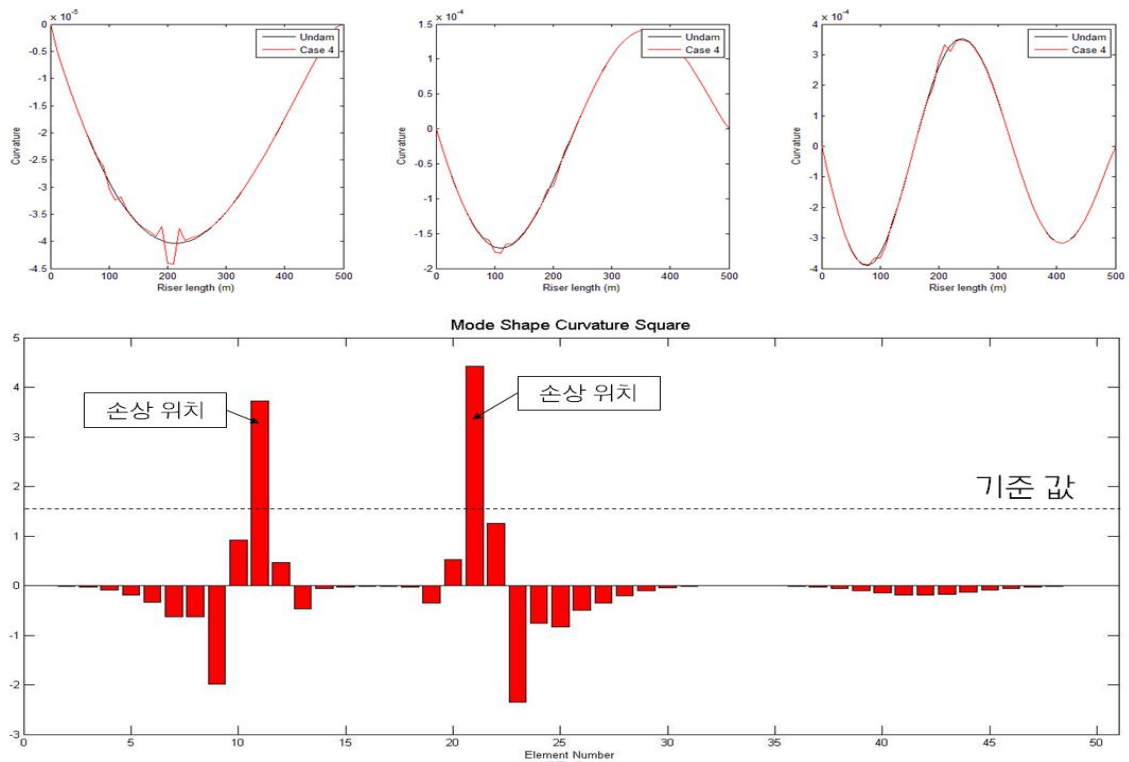 × 10⁻⁵
0
-0.5
-1
-1.5
-2
-2.5
-3
-3.5
-4
-4.5
Curvature
0 100 200 300 400 500
Riser length (m)
Undam
Case 4
× 10⁻⁴
1.5
1
0.5
0
-0.5
-1
-1.5
-2
Curvature
0 100 200 300 400 500
Riser length (m)
Undam
Case 4
× 10⁻⁴
4
3
2
1
0
-1
-2
-3
-4
Curvature
0 100 200 300 400 500
Riser length (m)
Undam
Case 4
Mode Shape Curvature Square
5
4
3
2
1
0
-1
-2
-3
손상 위치
손상 위치
기준 값
0 5 10 15 20 25 30 35 40 45 50
Element Number